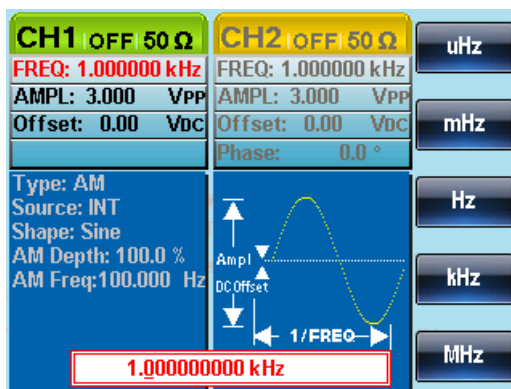 CH1 OFF 50 Ω
FREQ: 1.000000 kHz
AMPL: 3.000 VPP
Offset: 0.00 VDC
CH2 OFF 50 Ω
FREQ: 1.000000 kHz
AMPL: 3.000 VPP
Offset: 0.00 VDC
Phase: 0.0 °
Type: AM
Source: INT
Shape: Sine
AM Depth: 100.0 %
AM Freq:100.000 Hz
Ampl
DC Offset
1/FREQ
1.000000000 kHz
uHz
mHz
Hz
kHz
MHz